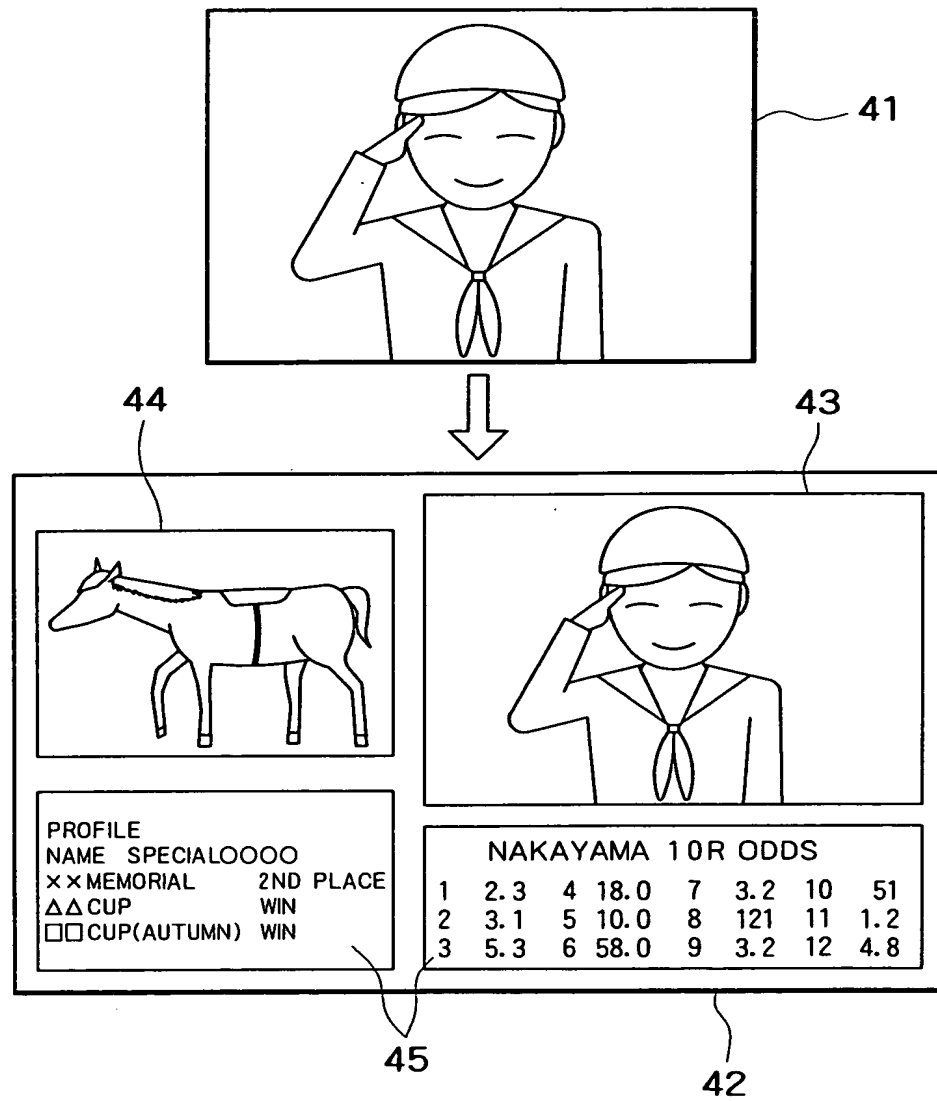 41
44
43
PROFILE
NAME SPECIAL○○○○
××MEMORIAL 2ND PLACE
△△CUP WIN
□□CUP(AUTUMN) WIN
NAKAYAMA 10R ODDS
1 2.3 4 18.0 7 3.2 10 51
2 3.1 5 10.0 8 121 11 1.2
3 5.3 6 58.0 9 3.2 12 4.8
45
42